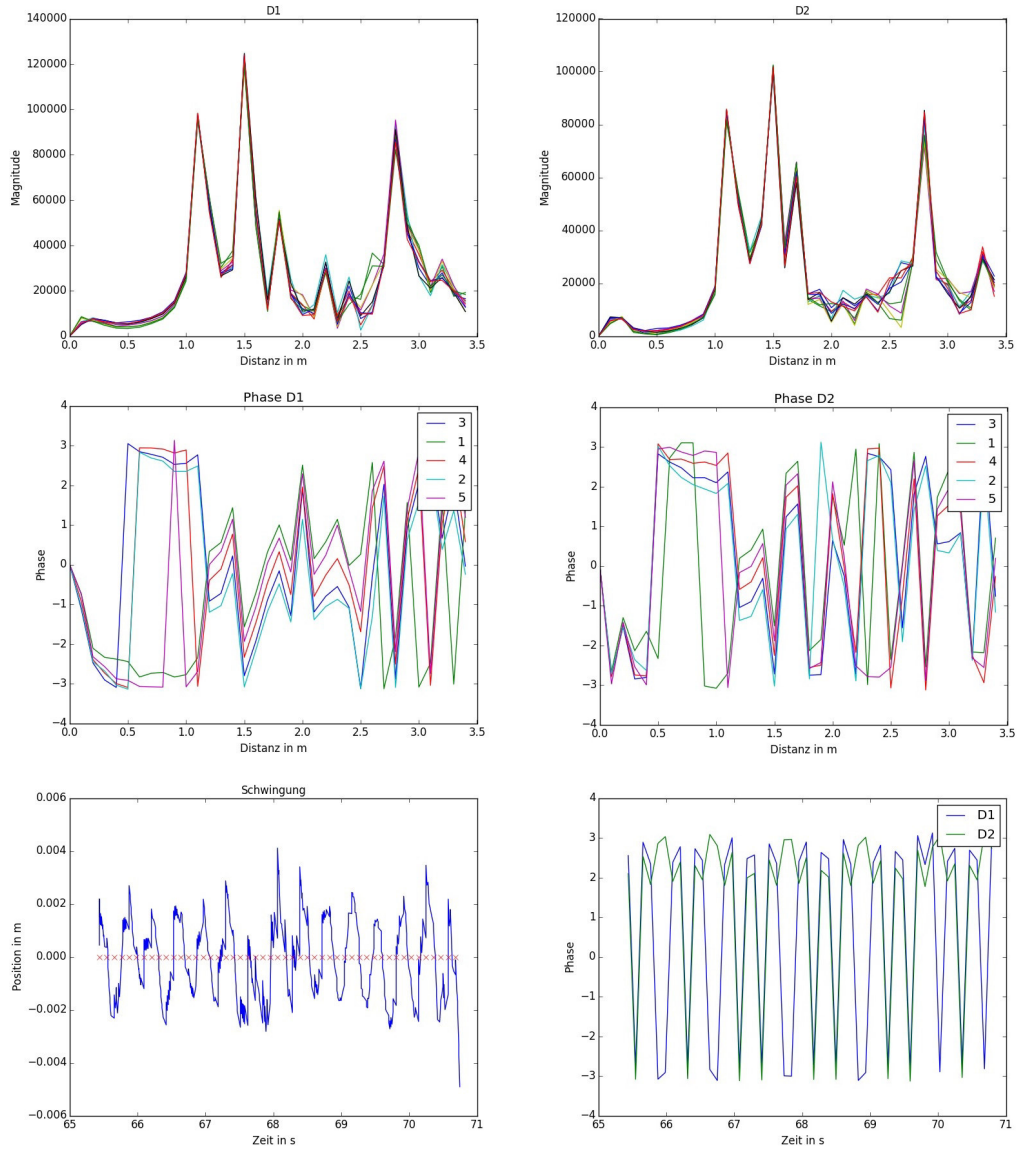 D1
140000
120000
100000
80000
60000
40000
20000
0
Magnitude
0.0 0.5 1.0 1.5 2.0 2.5 3.0 3.5
Distanz in m
D2
120000
100000
80000
60000
40000
20000
0
Magnitude
0.0 0.5 1.0 1.5 2.0 2.5 3.0 3.5
Distanz in m
Phase D1
4
3
2
1
0
−1
−2
−3
−4
Phase
3
1
4
2
5
0.0 0.5 1.0 1.5 2.0 2.5 3.0 3.5
Distanz in m
Phase D2
4
3
2
1
0
−1
−2
−3
−4
Phase
3
1
4
2
5
0.0 0.5 1.0 1.5 2.0 2.5 3.0 3.5
Distanz in m
Schwingung
0.006
0.004
0.002
0.000
−0.002
−0.004
−0.006
Position in m
65 66 67 68 69 70 71
Zeit in s
4
3
2
1
0
−1
−2
−3
−4
Phase
D1
D2
65 66 67 68 69 70 71
Zeit in s